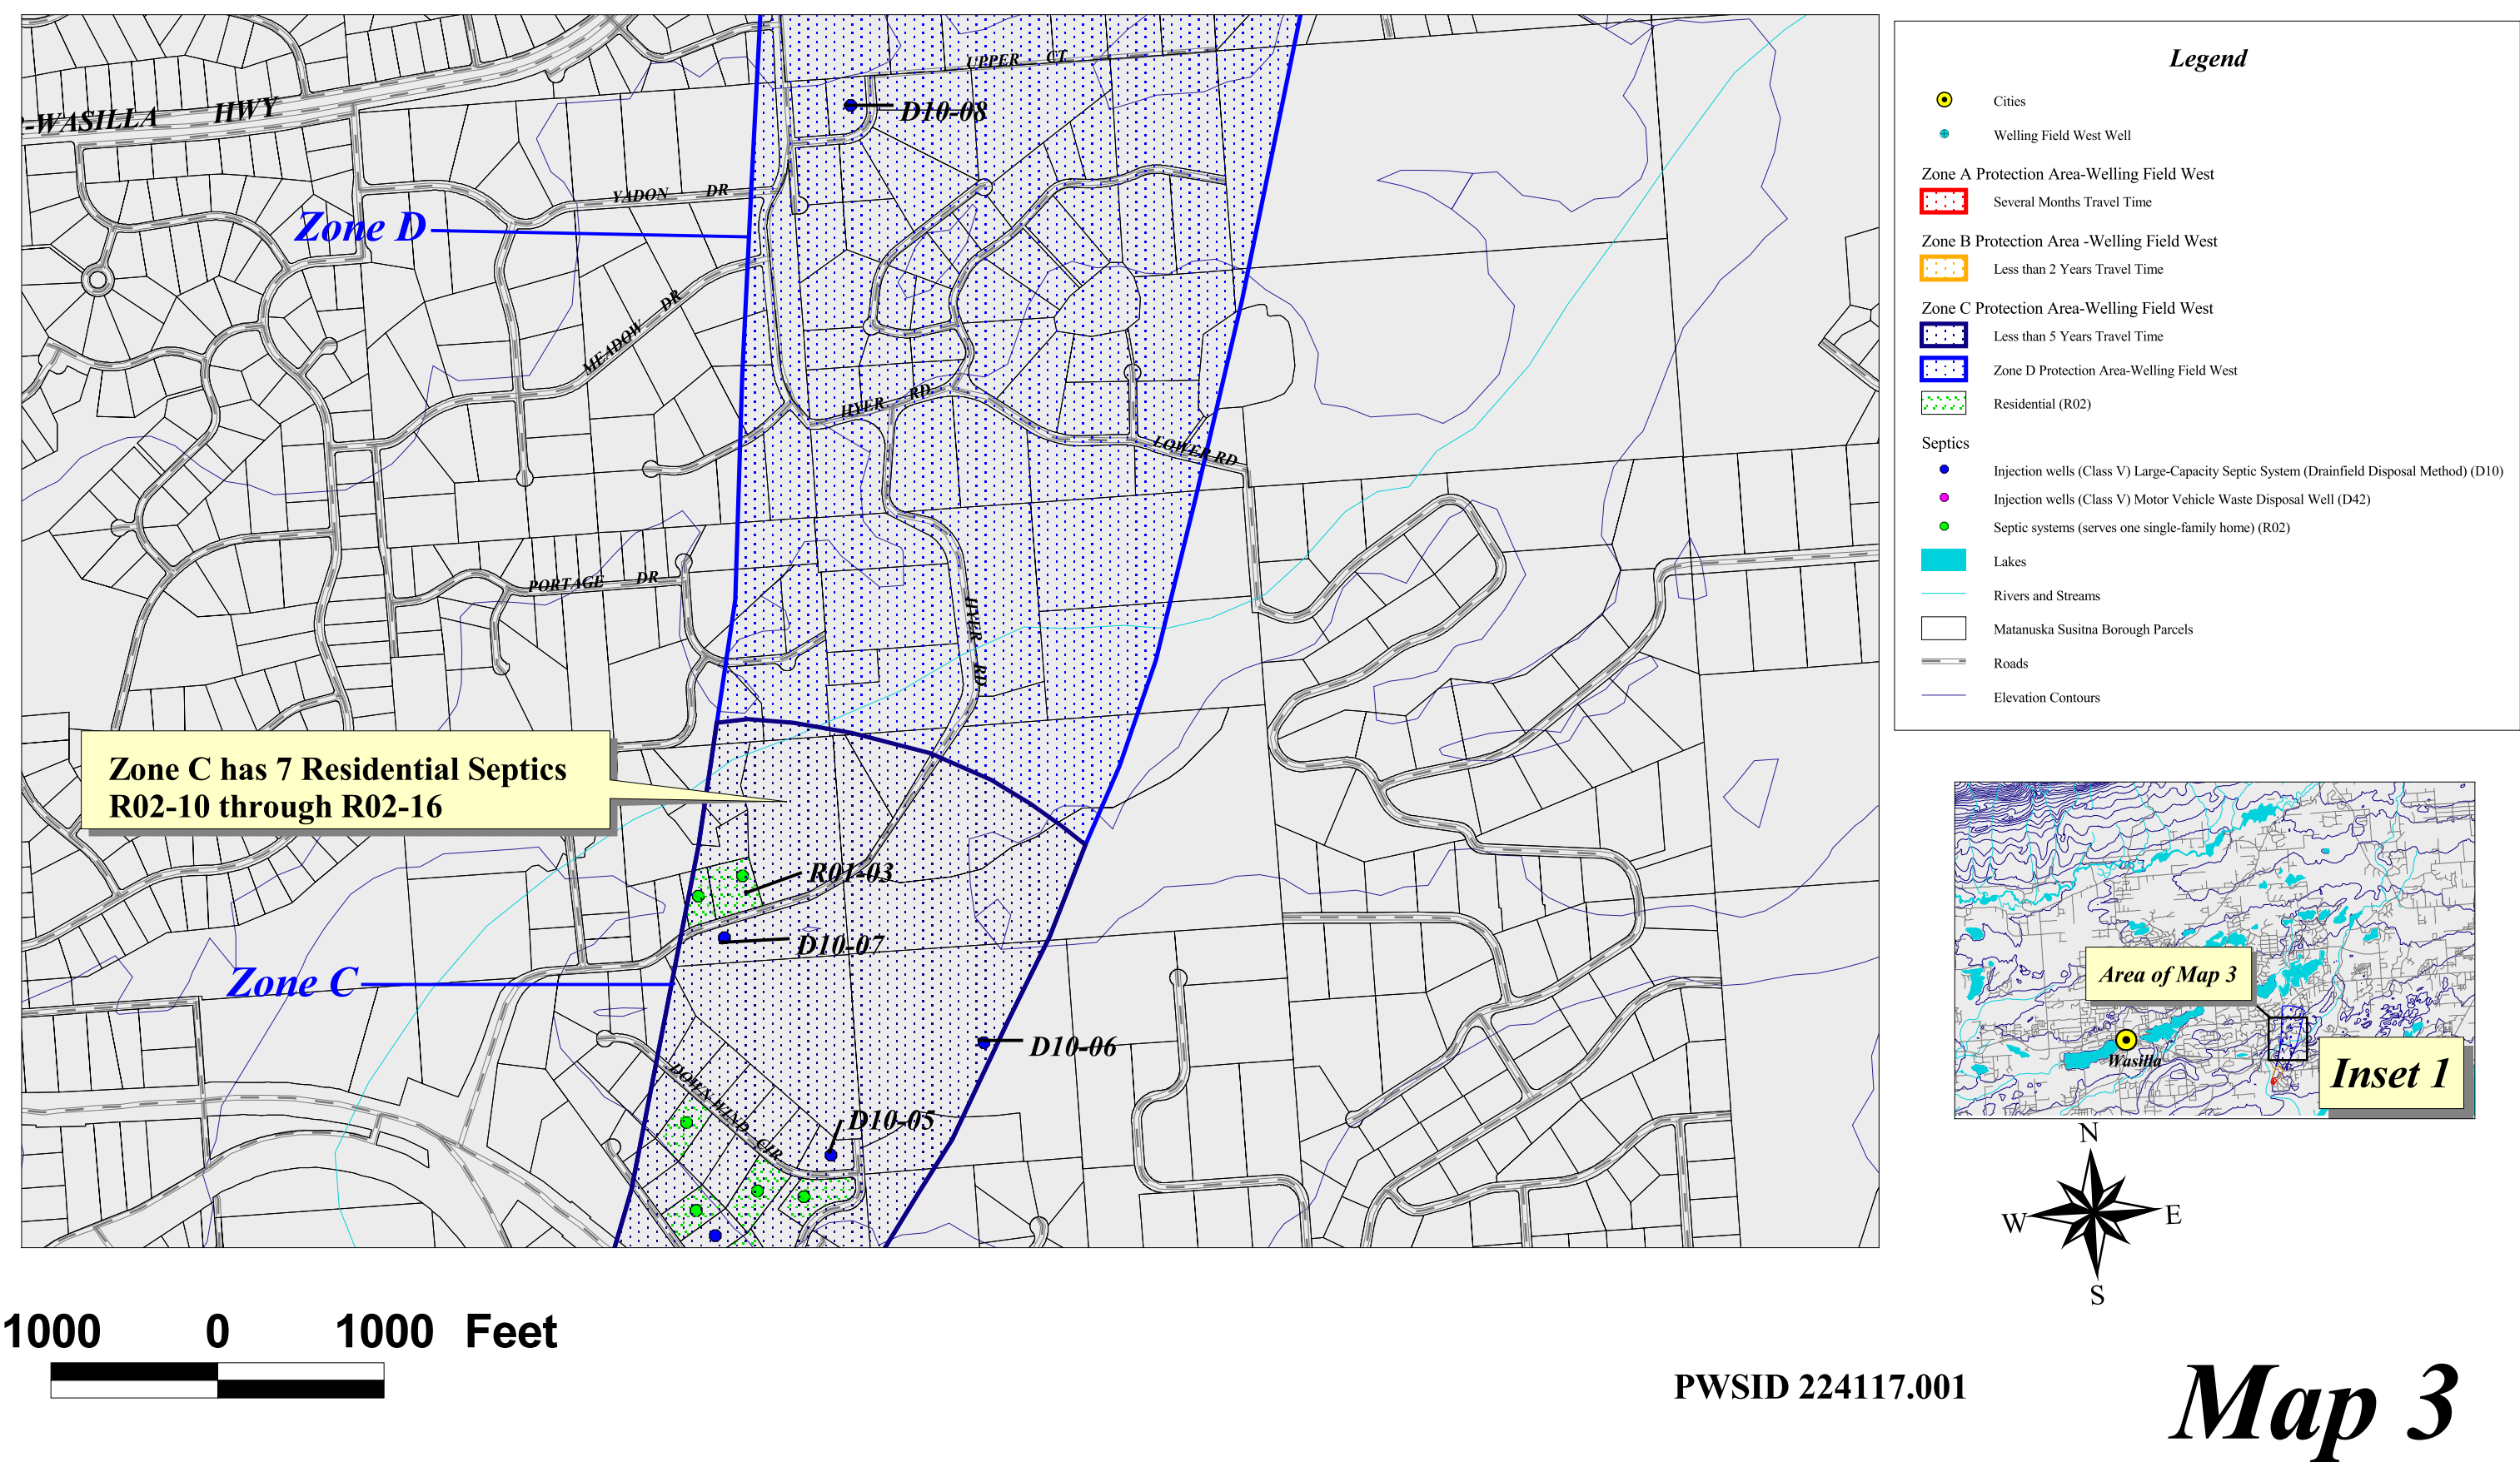 UPPER CT
-WASILLA HWY
D10-08
YADON DR
Zone D
MEADOW DR
HYER RD
LOWER RD
PORTAGE DR
HYER RD
Zone C has 7 Residential Septics
R02-10 through R02-16
R01-03
D10-07
Zone C
D10-06
DOWN WIND CIR
D10-05
1000 0 1000 Feet
PWSID 224117.001
Map 3
Legend
Cities
Welling Field West Well
Zone A Protection Area-Welling Field West
Several Months Travel Time
Zone B Protection Area -Welling Field West
Less than 2 Years Travel Time
Zone C Protection Area-Welling Field West
Less than 5 Years Travel Time
Zone D Protection Area-Welling Field West
Residential (R02)
Septics
Injection wells (Class V) Large-Capacity Septic System (Drainfield Disposal Method) (D10)
Injection wells (Class V) Motor Vehicle Waste Disposal Well (D42)
Septic systems (serves one single-family home) (R02)
Lakes
Rivers and Streams
Matanuska Susitna Borough Parcels
Roads
Elevation Contours
Area of Map 3
Wasilla
Inset 1
N
W
E
S